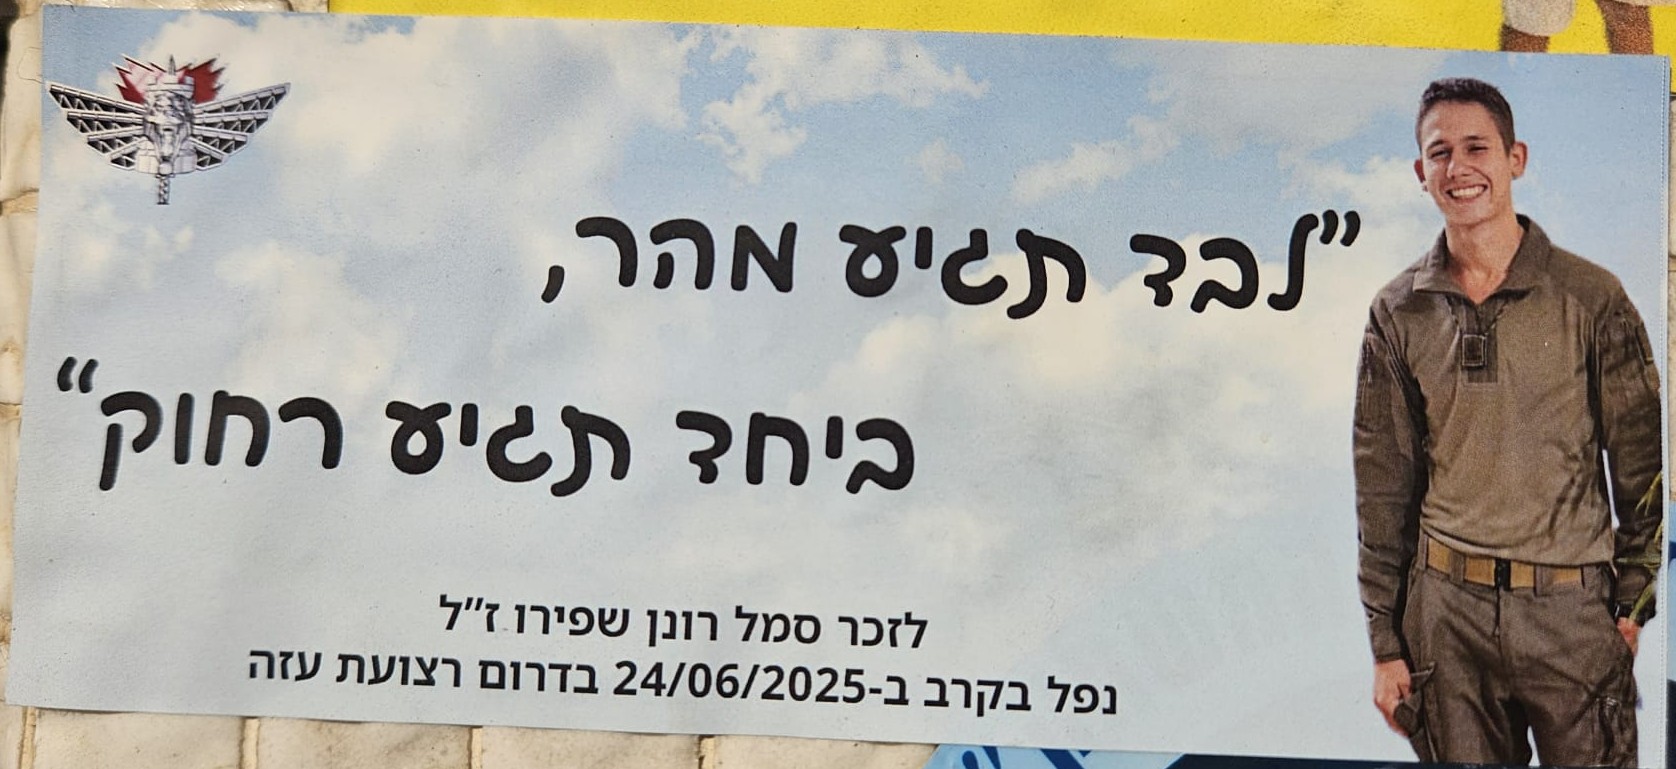 "לבד תגיע מהר,
ביחד תגיע רחוק"
לזכר סמל רונן שפירו ז"ל
נפל בקרב ב-24/06/2025 בדרום רצועת עזה